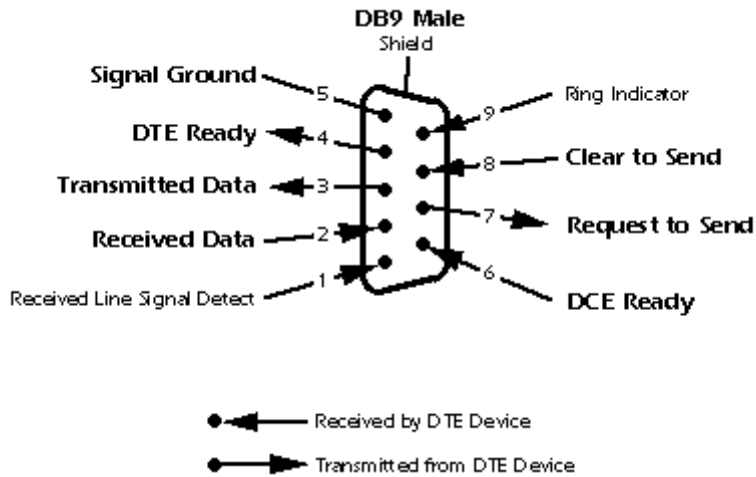 DB9 Male
Shield
Signal Ground
5
DTE Ready
4
Transmitted Data
3
Received Data
2
Received Line Signal Detect
1
9
Ring Indicator
8
Clear to Send
7
Request to Send
6
DCE Ready
Received by DTE Device
Transmitted from DTE Device